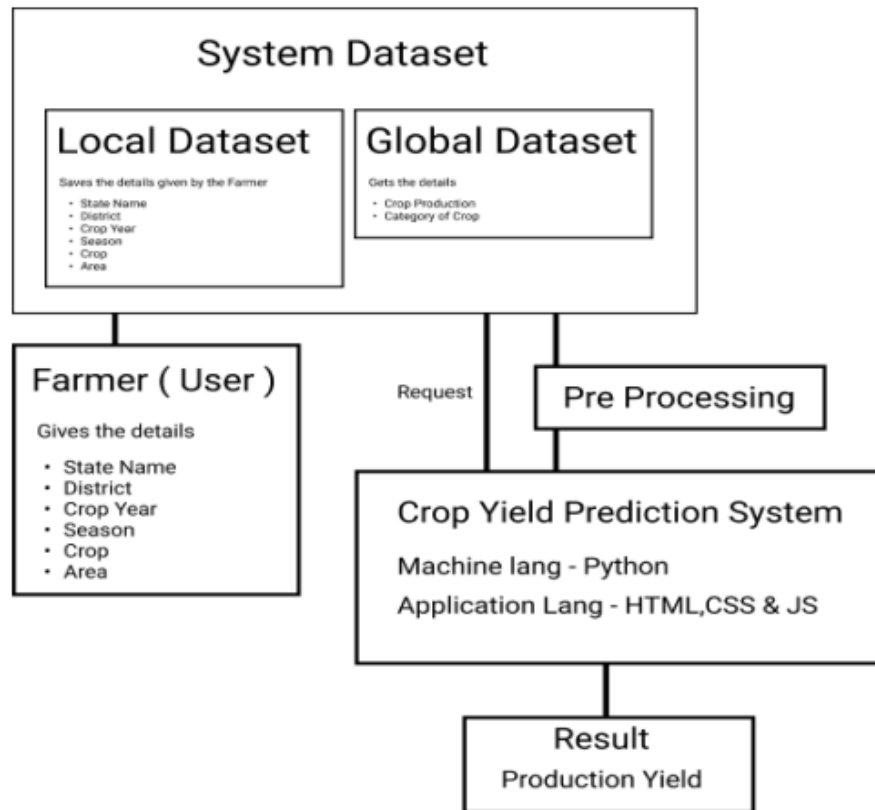 System Dataset
Local Dataset
Saves the details given by the Farmer
• State Name
• District
• Crop Year
• Season
• Crop
• Area
Global Dataset
Gets the details
• Crop Production
• Category of Crop
Farmer ( User )
Gives the details
• State Name
• District
• Crop Year
• Season
• Crop
• Area
Request
Pre Processing
Crop Yield Prediction System
Machine lang - Python
Application Lang - HTML,CSS & JS
Result
Production Yield